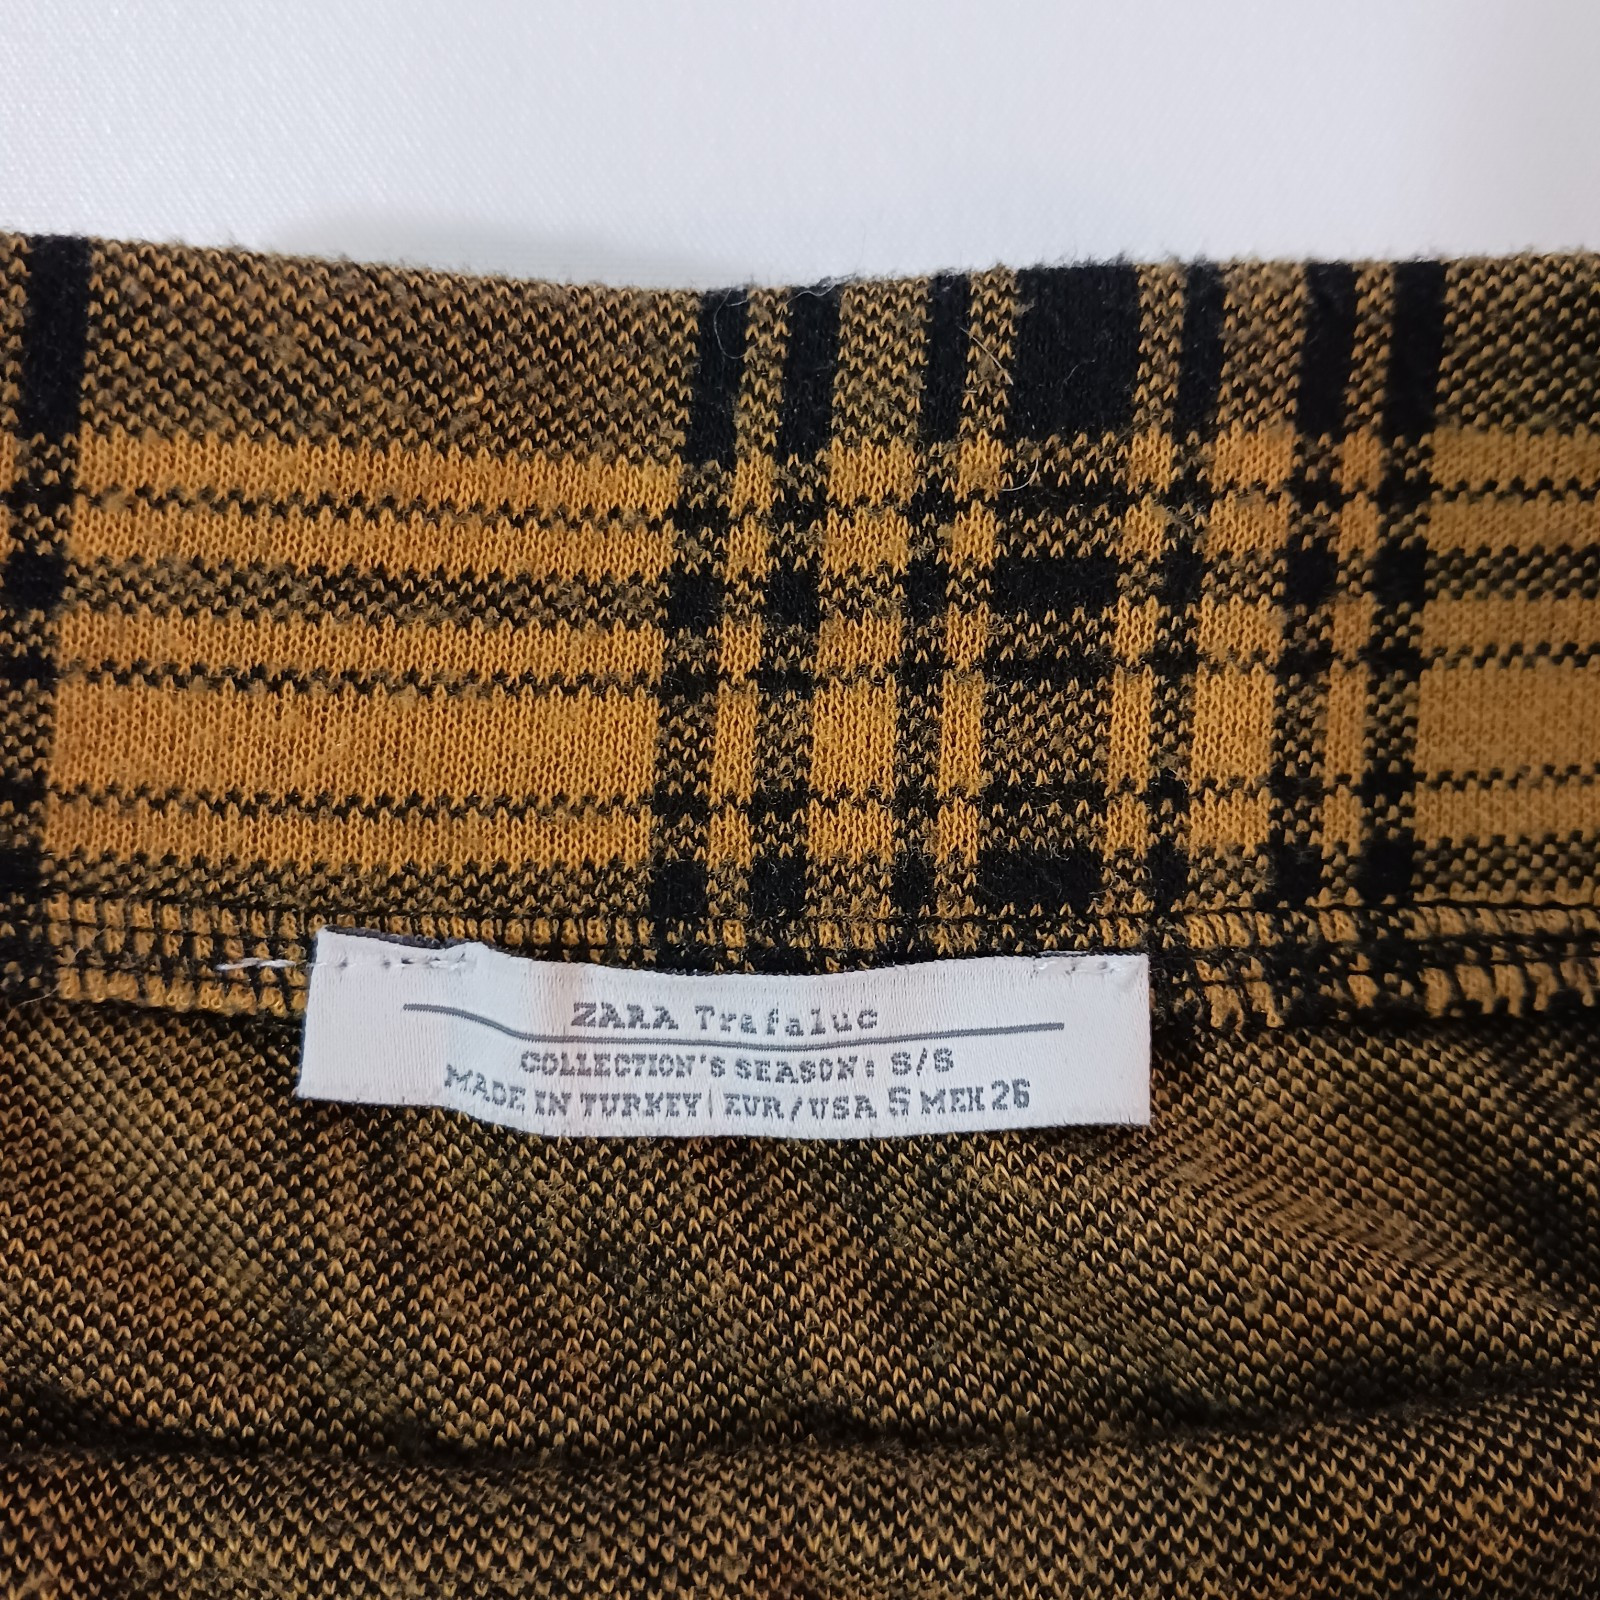 ZARA Trafaluc
COLLECTION'S SEASON: S/S
MADE IN TURKEY | EUR/USA S MEX 26